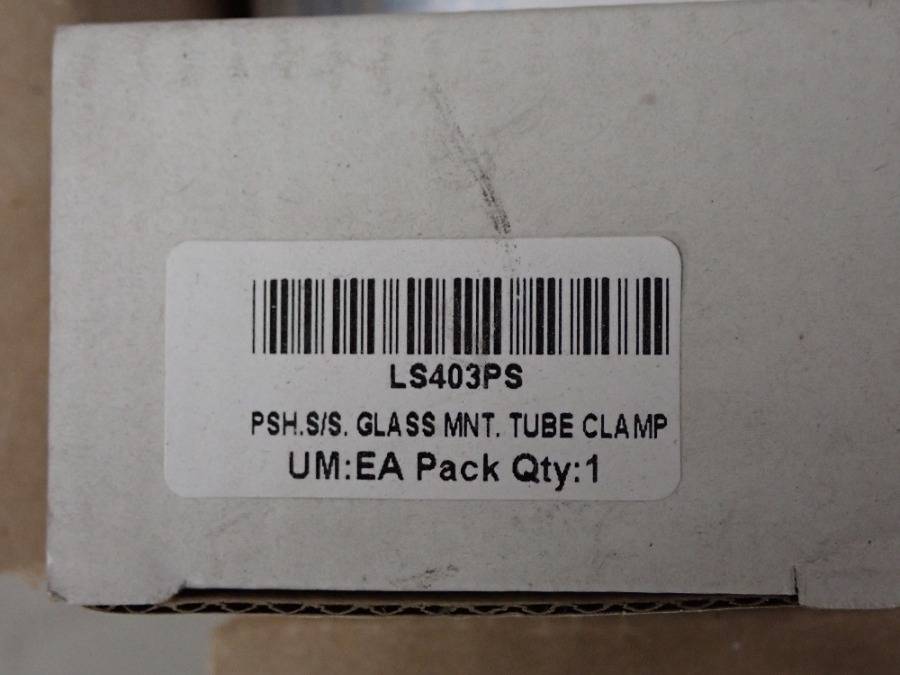 LS403PS
PSH.S/S. GLASS MNT. TUBE CLAMP
UM:EA Pack Qty:1